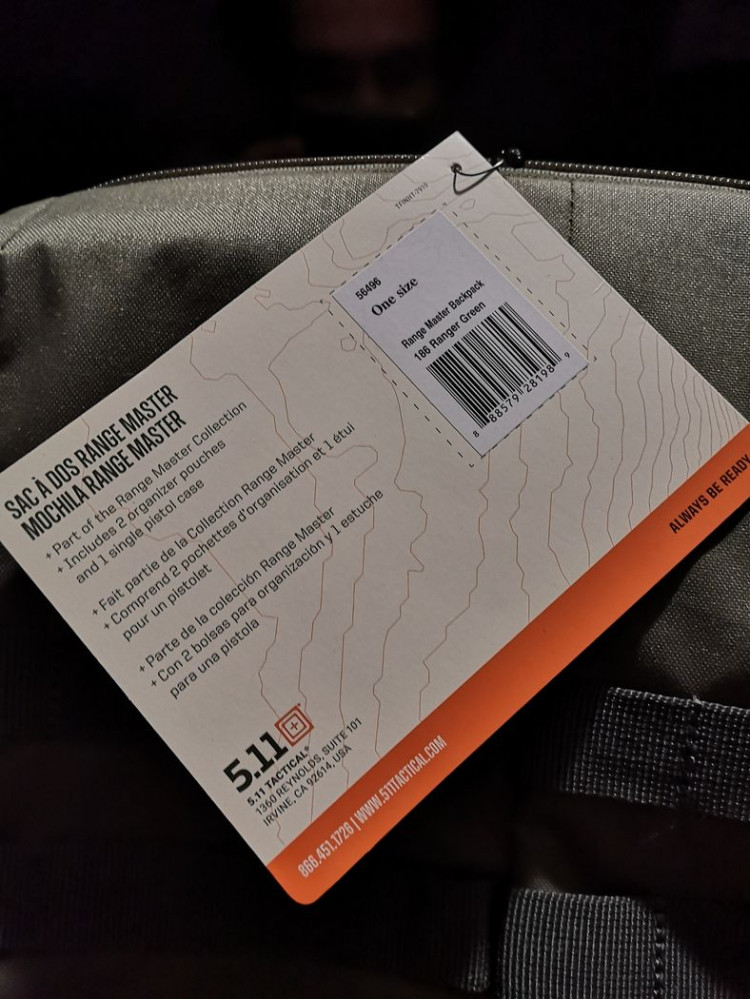 TFINHT-2019
56496
One size
Range Master Backpack
186 Ranger Green
8 88579 28198 9
SAC À DOS RANGE MASTER
MOCHILA RANGE MASTER
+ Part of the Range Master Collection
+ Includes 2 organizer pouches
and 1 single pistol case
+ Fait partie de la Collection Range Master
+ Comprend 2 pochettes d'organisation et 1 étui
pour un pistolet
+ Parte de la colección Range Master
+ Con 2 bolsas para organización y 1 estuche
para una pistola
5.11
5.11 TACTICAL®
1360 REYNOLDS, SUITE 101
IRVINE, CA 92614, USA
866.451.1726 | WWW.511TACTICAL.COM
ALWAYS BE READY